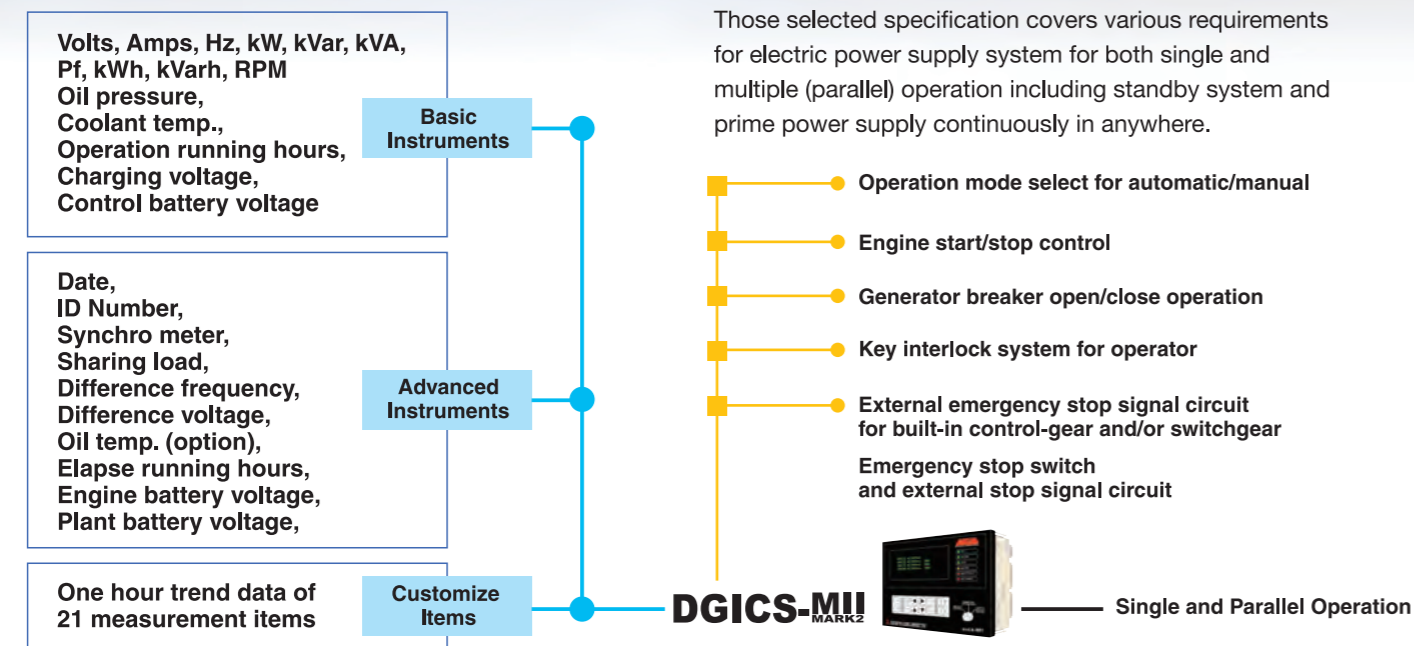 Volts, Amps, Hz, kW, kVar, kVA,
Pf, kWh, kVarh, RPM
Oil pressure,
Coolant temp.,
Operation running hours,
Charging voltage,
Control battery voltage
Basic
Instruments
Date,
ID Number,
Synchro meter,
Sharing load,
Difference frequency,
Difference voltage,
Oil temp. (option),
Elapse running hours,
Engine battery voltage,
Plant battery voltage,
Advanced
Instruments
One hour trend data of
21 measurement items
Customize
Items
Those selected specification covers various requirements
for electric power supply system for both single and
multiple (parallel) operation including standby system and
prime power supply continuously in anywhere.
Operation mode select for automatic/manual
Engine start/stop control
Generator breaker open/close operation
Key interlock system for operator
External emergency stop signal circuit
for built-in control-gear and/or switchgear
Emergency stop switch
and external stop signal circuit
DGICS-MII
MARK2
Single and Parallel Operation